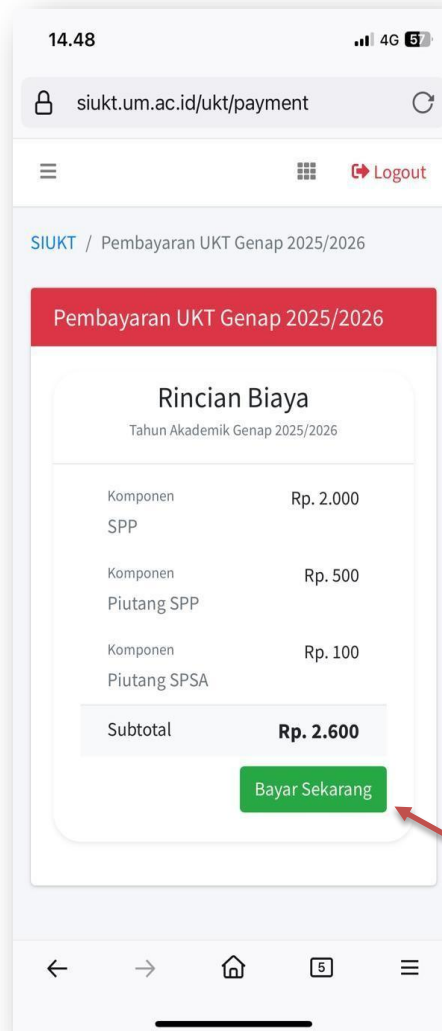 14.48
4G 57
siukt.um.ac.id/ukt/payment
Logout
SIUKT / Pembayaran UKT Genap 2025/2026
Pembayaran UKT Genap 2025/2026
Rincian Biaya
Tahun Akademik Genap 2025/2026
Komponen
Rp. 2.000
SPP
Komponen
Rp. 500
Piutang SPP
Komponen
Rp. 100
Piutang SPSA
Subtotal
Rp. 2.600
Bayar Sekarang
5